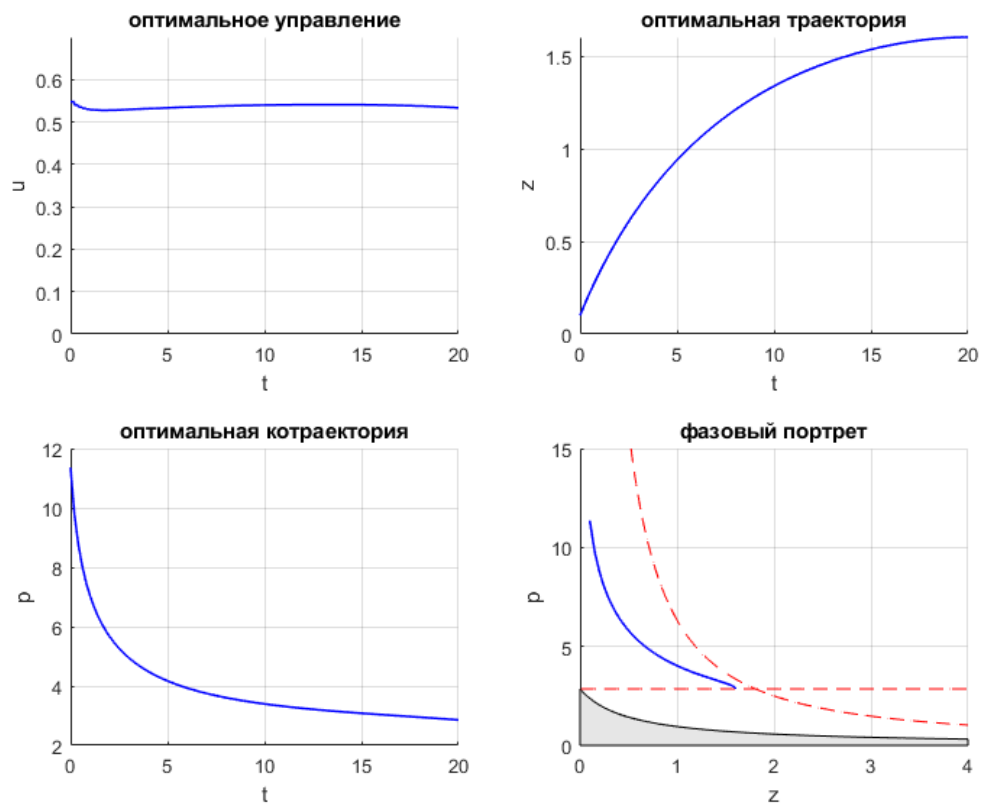 оптимальное управление
0.6
0.5
0.4
0.3
0.2
0.1
0
u
0 5 10 15 20
t
оптимальная траектория
1.5
1
0.5
0
z
0 5 10 15 20
t
оптимальная котраектория
12
10
8
6
4
2
p
0 5 10 15 20
t
фазовый портрет
15
10
5
0
p
0 1 2 3 4
z